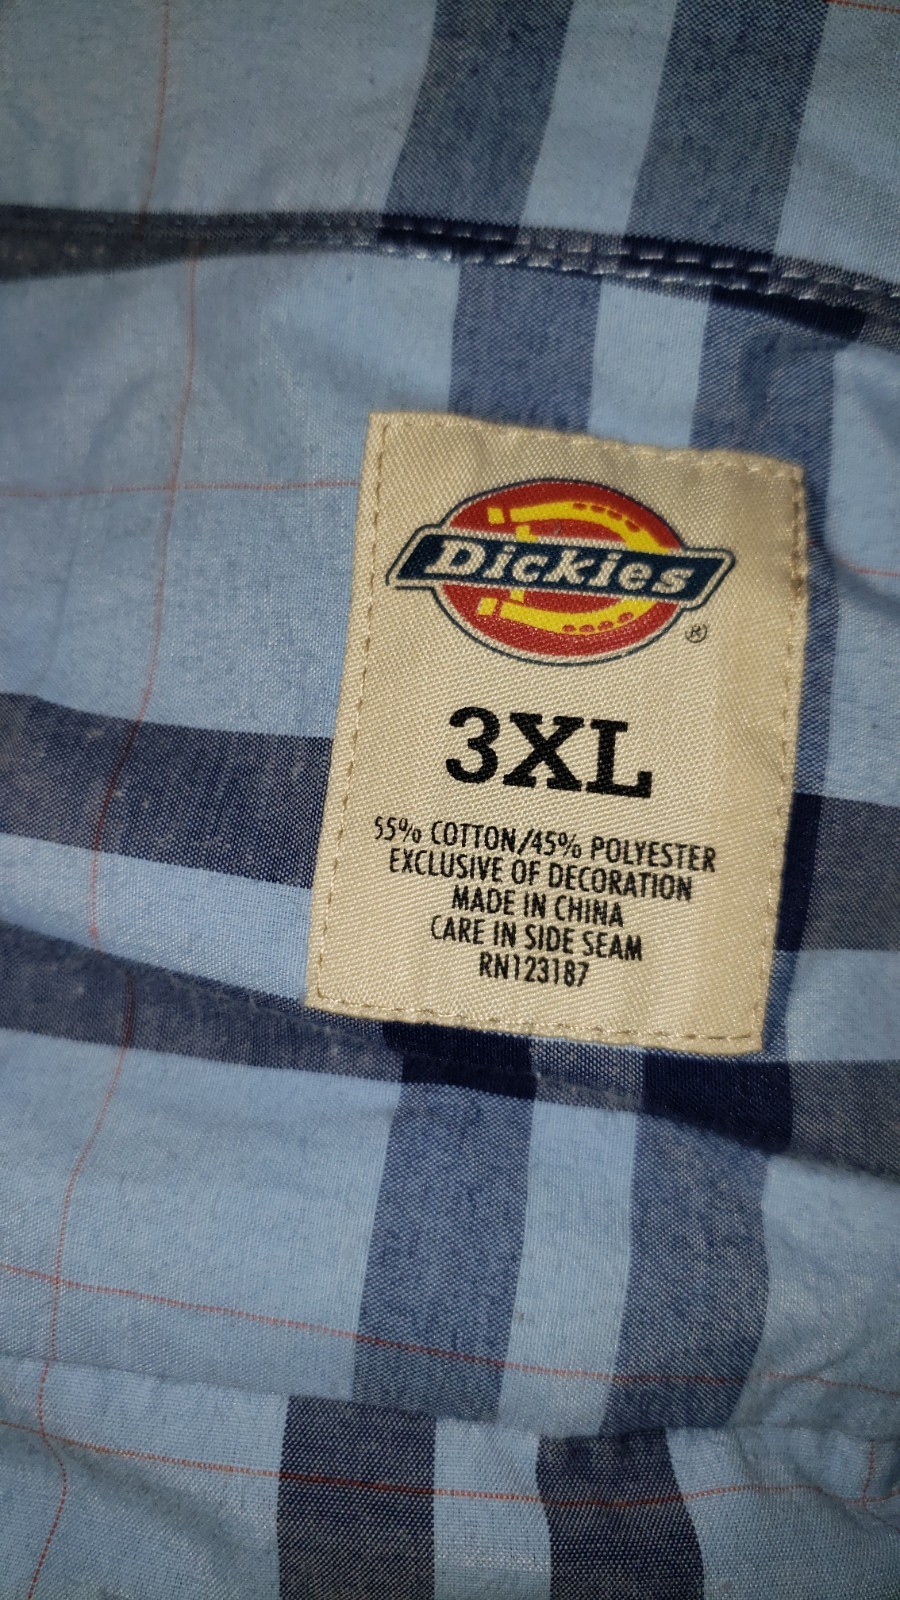 Dickies
®
3XL
55% COTTON/45% POLYESTER
EXCLUSIVE OF DECORATION
MADE IN CHINA
CARE IN SIDE SEAM
RN123187